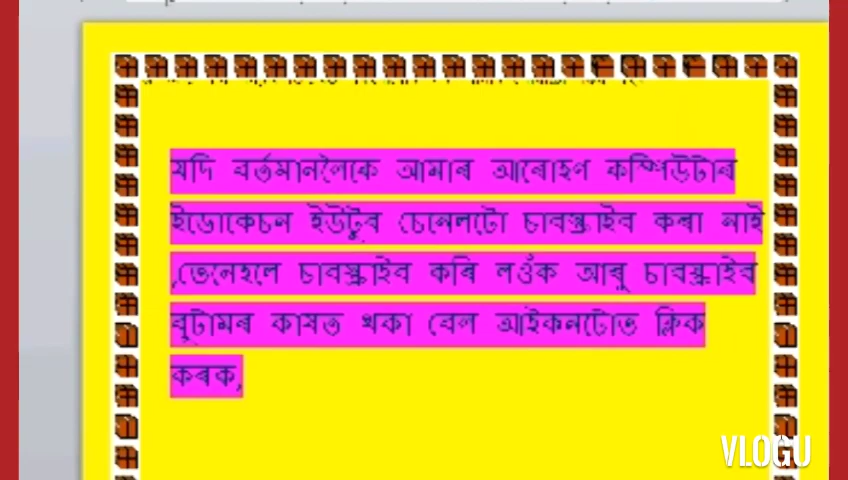 যদি বৰ্তমানলৈকে আমাৰ আৰোহণ কম্পিউটাৰ
ইডোকেচন ইউটুব চেনেলটো চাবস্ক্ৰাইব কৰা নাই
,তেনেহলে চাবস্ক্ৰাইব কৰি লওঁক আৰু চাবস্ক্ৰাইব
বুটামৰ কাষত থকা বেল আইকনটোত ক্লিক
কৰক,
VLOGU